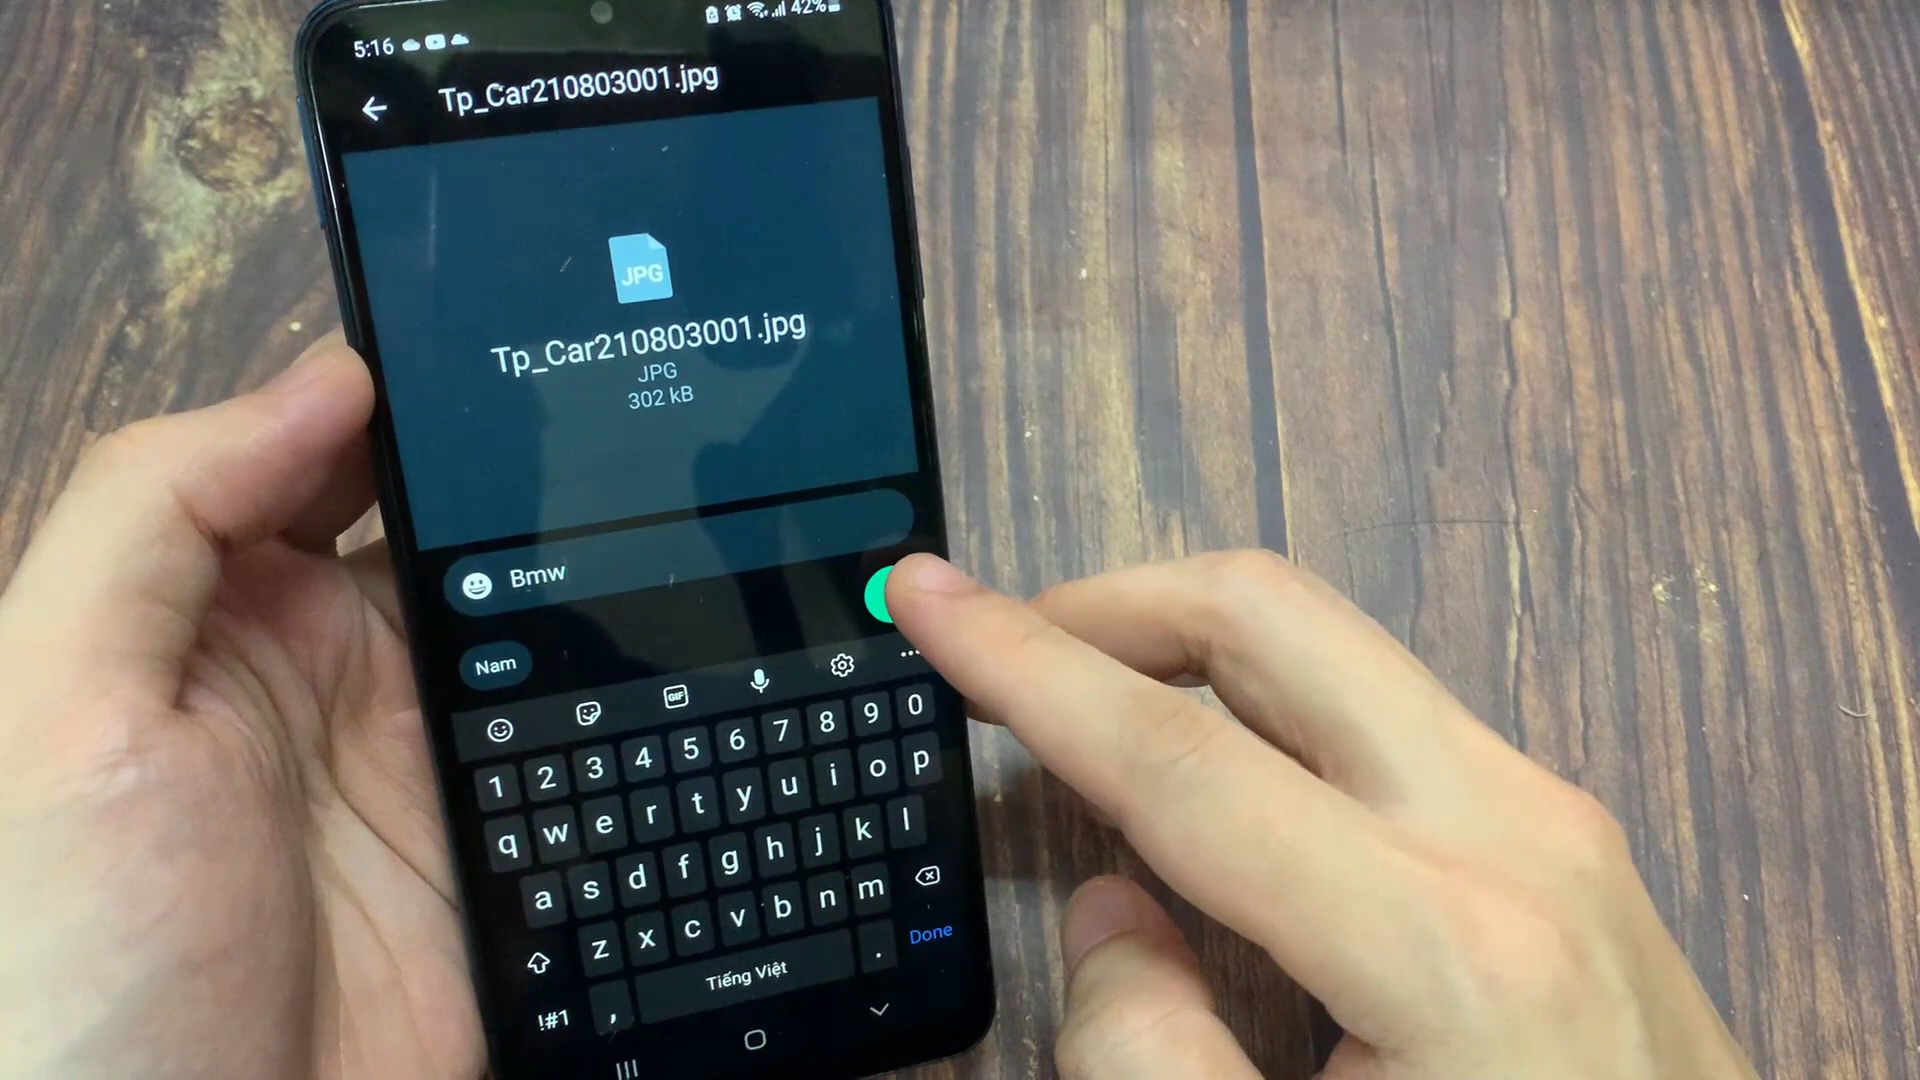 5:16 42%
Tp_Car210803001.jpg
JPG
Tp_Car210803001.jpg
JPG
302 kB
Bmw
Nam
GIF
1 2 3 4 5 6 7 8 9 0
q w e r t y u i o p
a s d f g h j k l
z x c v b n m
!#1 , Tiếng Việt . Done